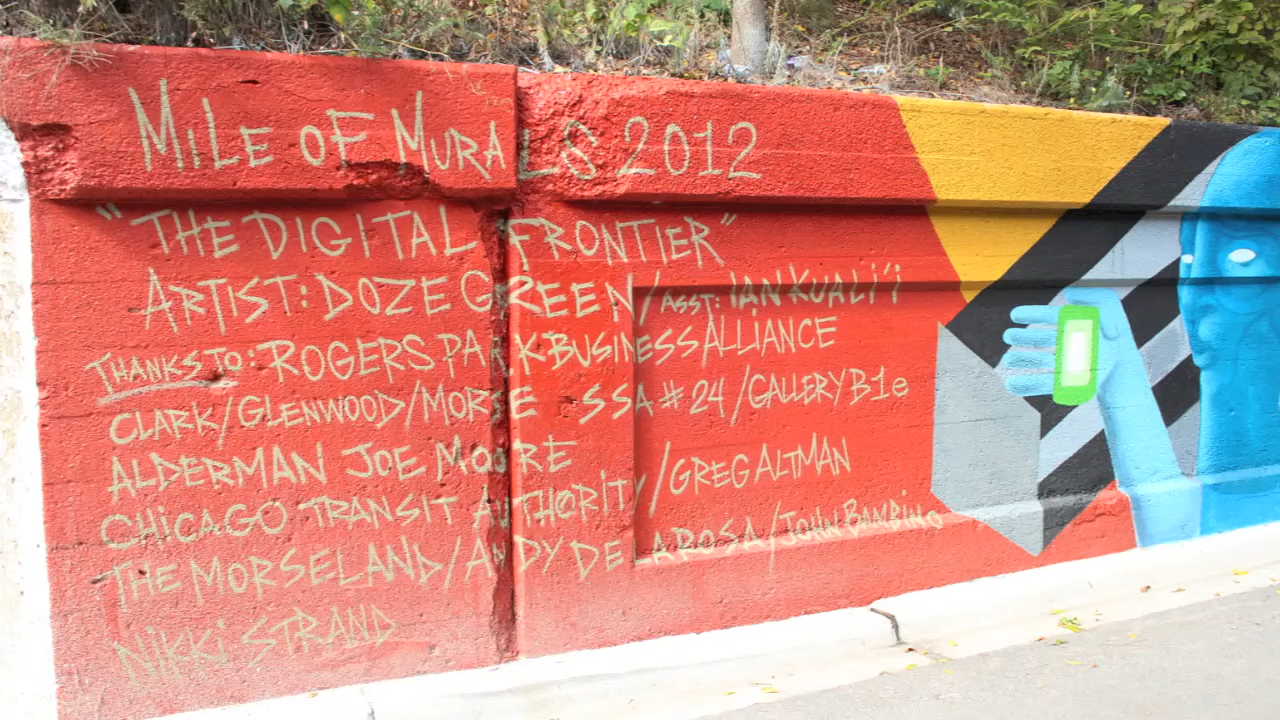 MiLE oF MURALS 2012
"THE DIGITAL FRONTIER"
ARTIST: DOZE GREEN / ASST: IAN KUALI'i
THANKS TO: ROGERS PARK BUSINESS ALLIANCE
CLARK/GLENWOOD/MORSE SSA #24 / GALLERY B1e
ALDERMAN JOE MOORE
CHiCAGO TRANSIT AUTHORITY / GREG ALTMAN
THE MORSELAND / ANDY DE LAROSA / JOHN BAMBINO
NiKKi STRAND